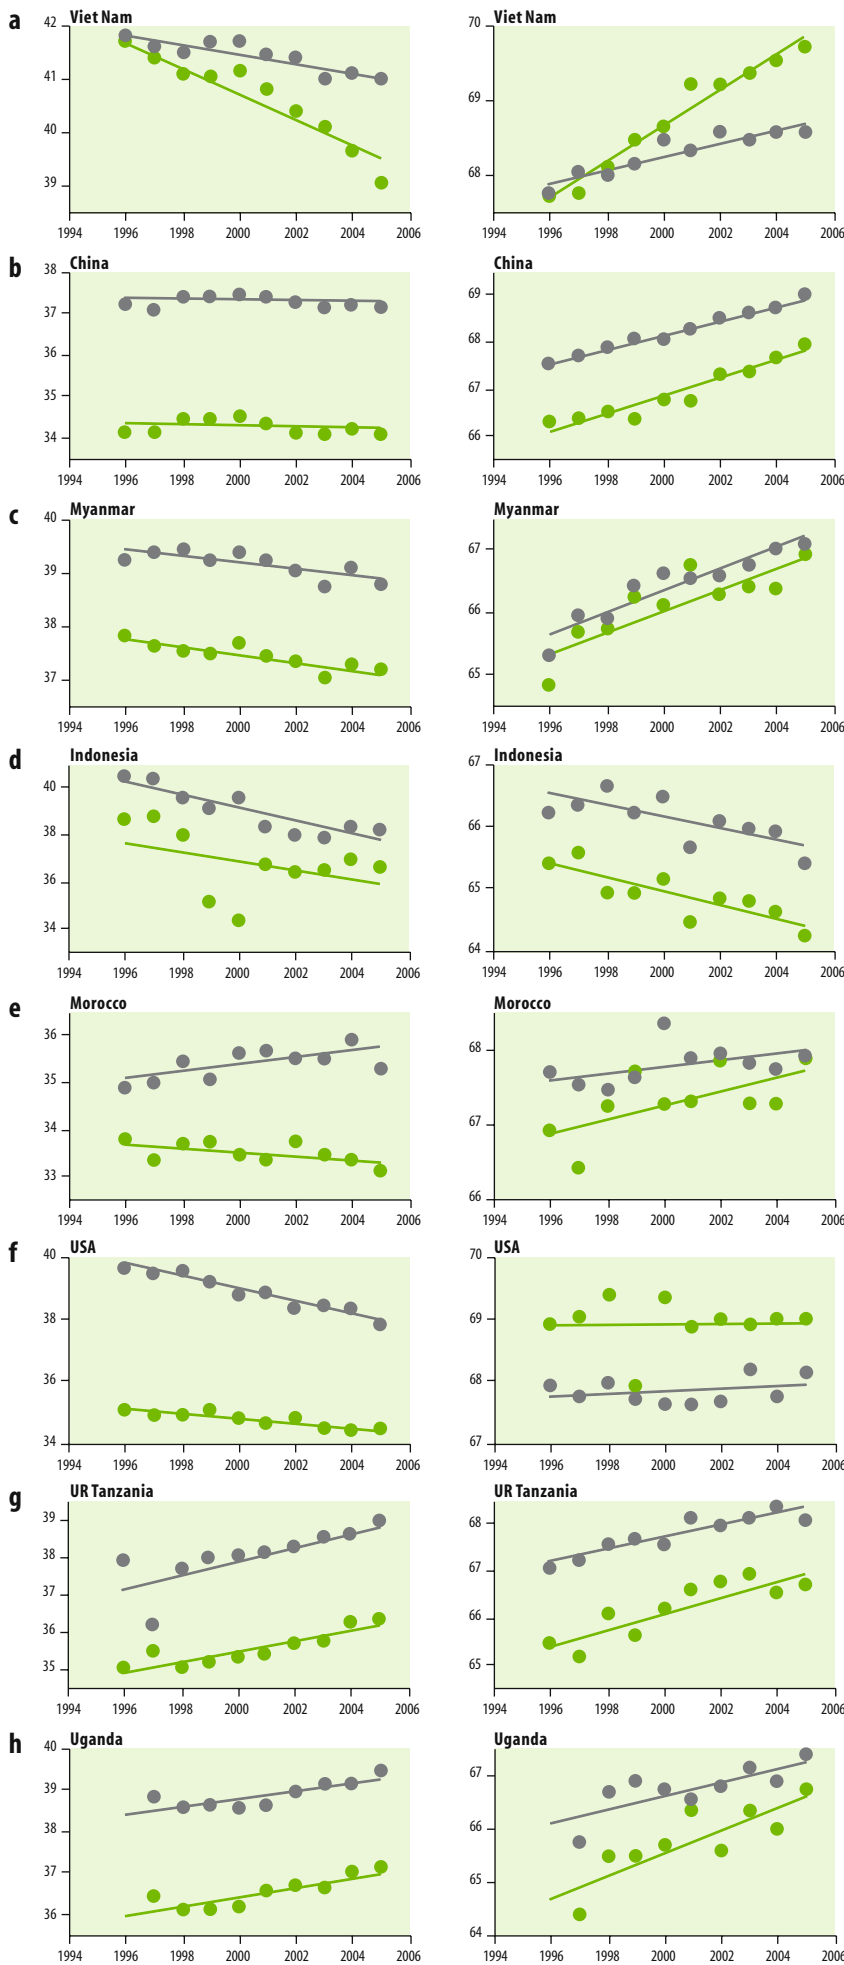 a Viet Nam Viet Nam
42 70
41 69
40 68
39
1994 1996 1998 2000 2002 2004 2006 1994 1996 1998 2000 2002 2004 2006
b China China
38 69
37 68
36 67
35 66
34
1994 1996 1998 2000 2002 2004 2006 1994 1996 1998 2000 2002 2004 2006
c Myanmar Myanmar
40 67
39 66
38 65
37
1994 1996 1998 2000 2002 2004 2006 1994 1996 1998 2000 2002 2004 2006
d Indonesia Indonesia
40 67
38 66
36 65
34 64
1994 1996 1998 2000 2002 2004 2006 1994 1996 1998 2000 2002 2004 2006
e Morocco Morocco
36 68
35 67
34 66
33
1994 1996 1998 2000 2002 2004 2006 1994 1996 1998 2000 2002 2004 2006
f USA USA
40 70
38 69
35 68
34 67
1994 1996 1998 2000 2002 2004 2006 1994 1996 1998 2000 2002 2004 2006
g UR Tanzania UR Tanzania
39 68
38 67
37 66
36 65
35
1994 1996 1998 2000 2002 2004 2006 1994 1996 1998 2000 2002 2004 2006
h Uganda Uganda
40 67
39 66
38 65
37 64
36
1994 1996 1998 2000 2002 2004 2006 1994 1996 1998 2000 2002 2004 2006